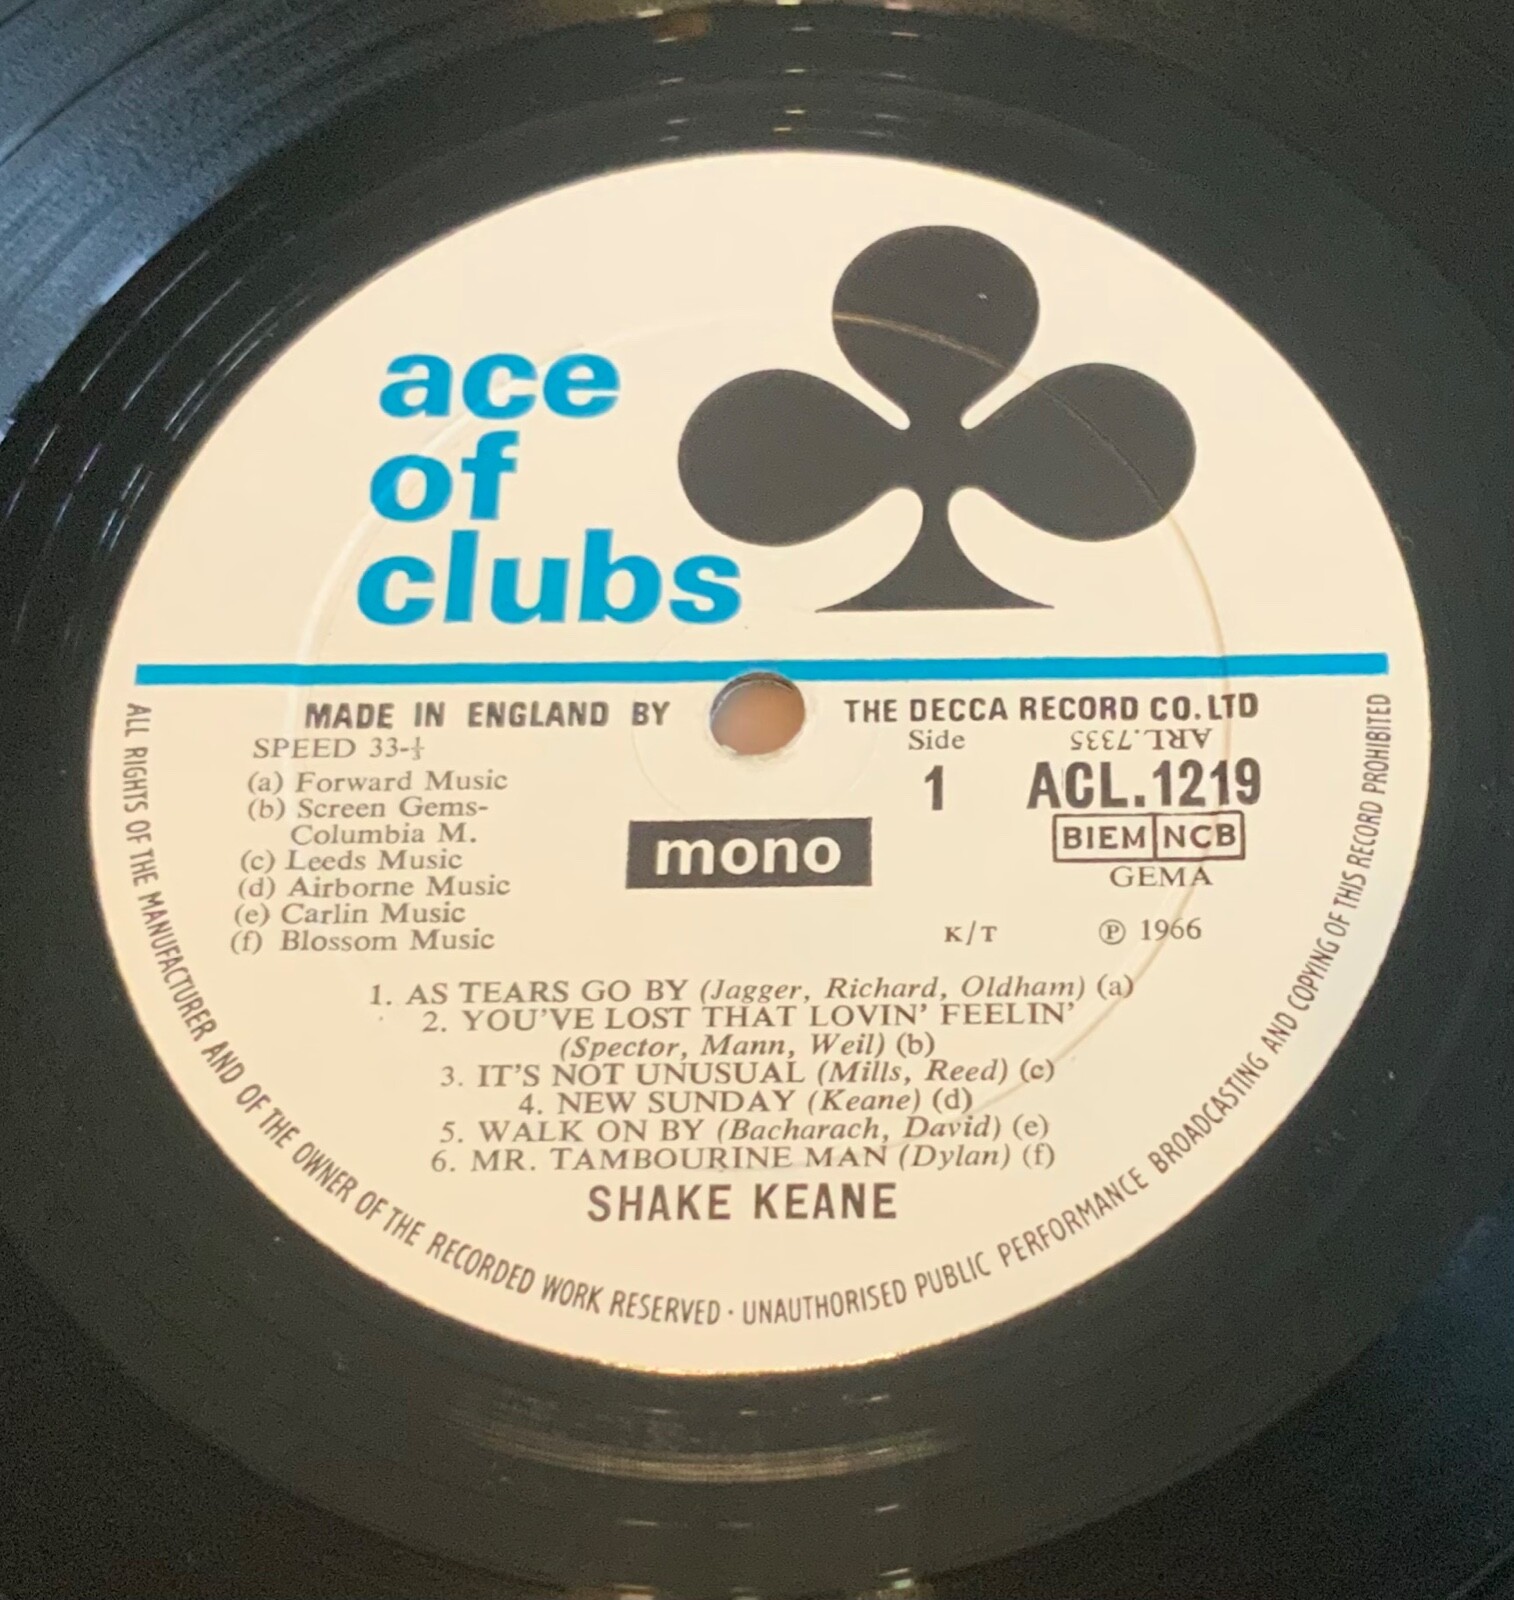 ace
of
clubs
MADE IN ENGLAND BY THE DECCA RECORD CO. LTD
SPEED 33-⅓
(a) Forward Music
(b) Screen Gems-
Columbia M.
(c) Leeds Music
(d) Airborne Music
(e) Carlin Music
(f) Blossom Music
mono
Side
1
ARL.7335
ACL.1219
BIEM NCB
GEMA
K/T
℗ 1966
1. AS TEARS GO BY (Jagger, Richard, Oldham) (a)
2. YOU'VE LOST THAT LOVIN' FEELIN'
(Spector, Mann, Weil) (b)
3. IT'S NOT UNUSUAL (Mills, Reed) (c)
4. NEW SUNDAY (Keane) (d)
5. WALK ON BY (Bacharach, David) (e)
6. MR. TAMBOURINE MAN (Dylan) (f)
SHAKE KEANE
ALL RIGHTS OF THE MANUFACTURER AND OF THE OWNER OF THE RECORDED WORK RESERVED · UNAUTHORISED PUBLIC PERFORMANCE BROADCASTING AND COPYING OF THIS RECORD PROHIBITED